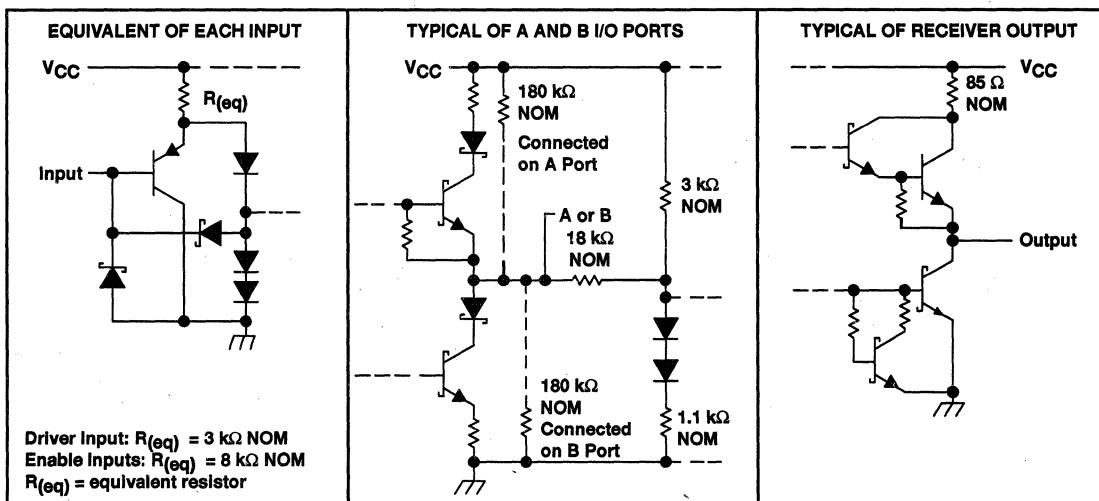 EQUIVALENT OF EACH INPUT
VCC
R(eq)
Input
Driver Input: R(eq) = 3 kΩ NOM
Enable Inputs: R(eq) = 8 kΩ NOM
R(eq) = equivalent resistor
TYPICAL OF A AND B I/O PORTS
VCC
180 kΩ
NOM
Connected
on A Port
3 kΩ
NOM
A or B
18 kΩ
NOM
180 kΩ
NOM
Connected
on B Port
1.1 kΩ
NOM
TYPICAL OF RECEIVER OUTPUT
VCC
85 Ω
NOM
Output